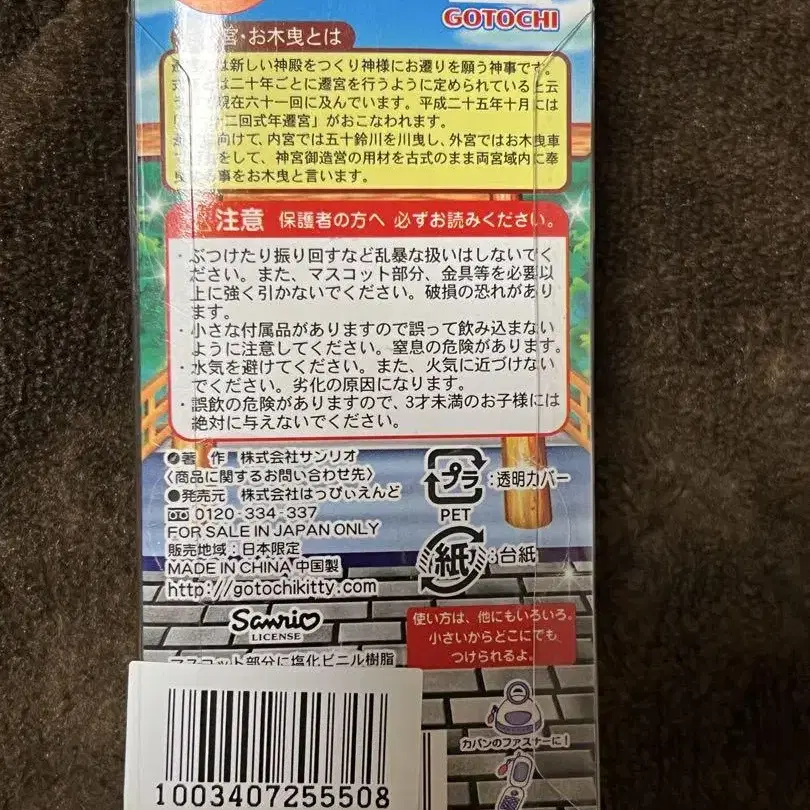 GOTOCHI
宮・お木曳とは
は新しい神殿をつくり神様にお遷りを願う神事です。
は二十年ごとに遷宮を行うように定められていると云
現在六十一回に及んでいます。平成二十五年十月には
二回式年遷宮」がおこなわれます。
向けて、内宮では五十鈴川を川曳し、外宮ではお木曳車
をして、神宮御造営の用材を古式のまま両宮域内に奉
事をお木曳と言います。
注意 保護者の方へ 必ずお読みください。
・ぶつけたり振り回すなど乱暴な扱いはしないでく
ださい。また、マスコット部分、金具等を必要以
上に強く引かないでください。破損の恐れがあり
ます。
・小さな付属品がありますので誤って飲み込まない
ように注意してください。窒息の危険があります。
・水気を避けてください。また、火気に近づけない
でください。劣化の原因になります。
・誤飲の危険がありますので、3才未満のお子様には
絶対に与えないでください。
●著 作 株式会社サンリオ
〈商品に関するお問い合わせ先〉
●発売元 株式会社はっぴぃえんど
0120-334-337
FOR SALE IN JAPAN ONLY
販売地域:日本限定
MADE IN CHINA 中国製
http://gotochikitty.com
プラ:透明カバー
PET
紙:台紙
Sanrio
LICENSE
使い方は、他にもいろいろ。
小さいからどこにでも、
つけられるよ。
マスコット部分に塩化ビニル樹脂
カバンのファスナーに!
1003407255508